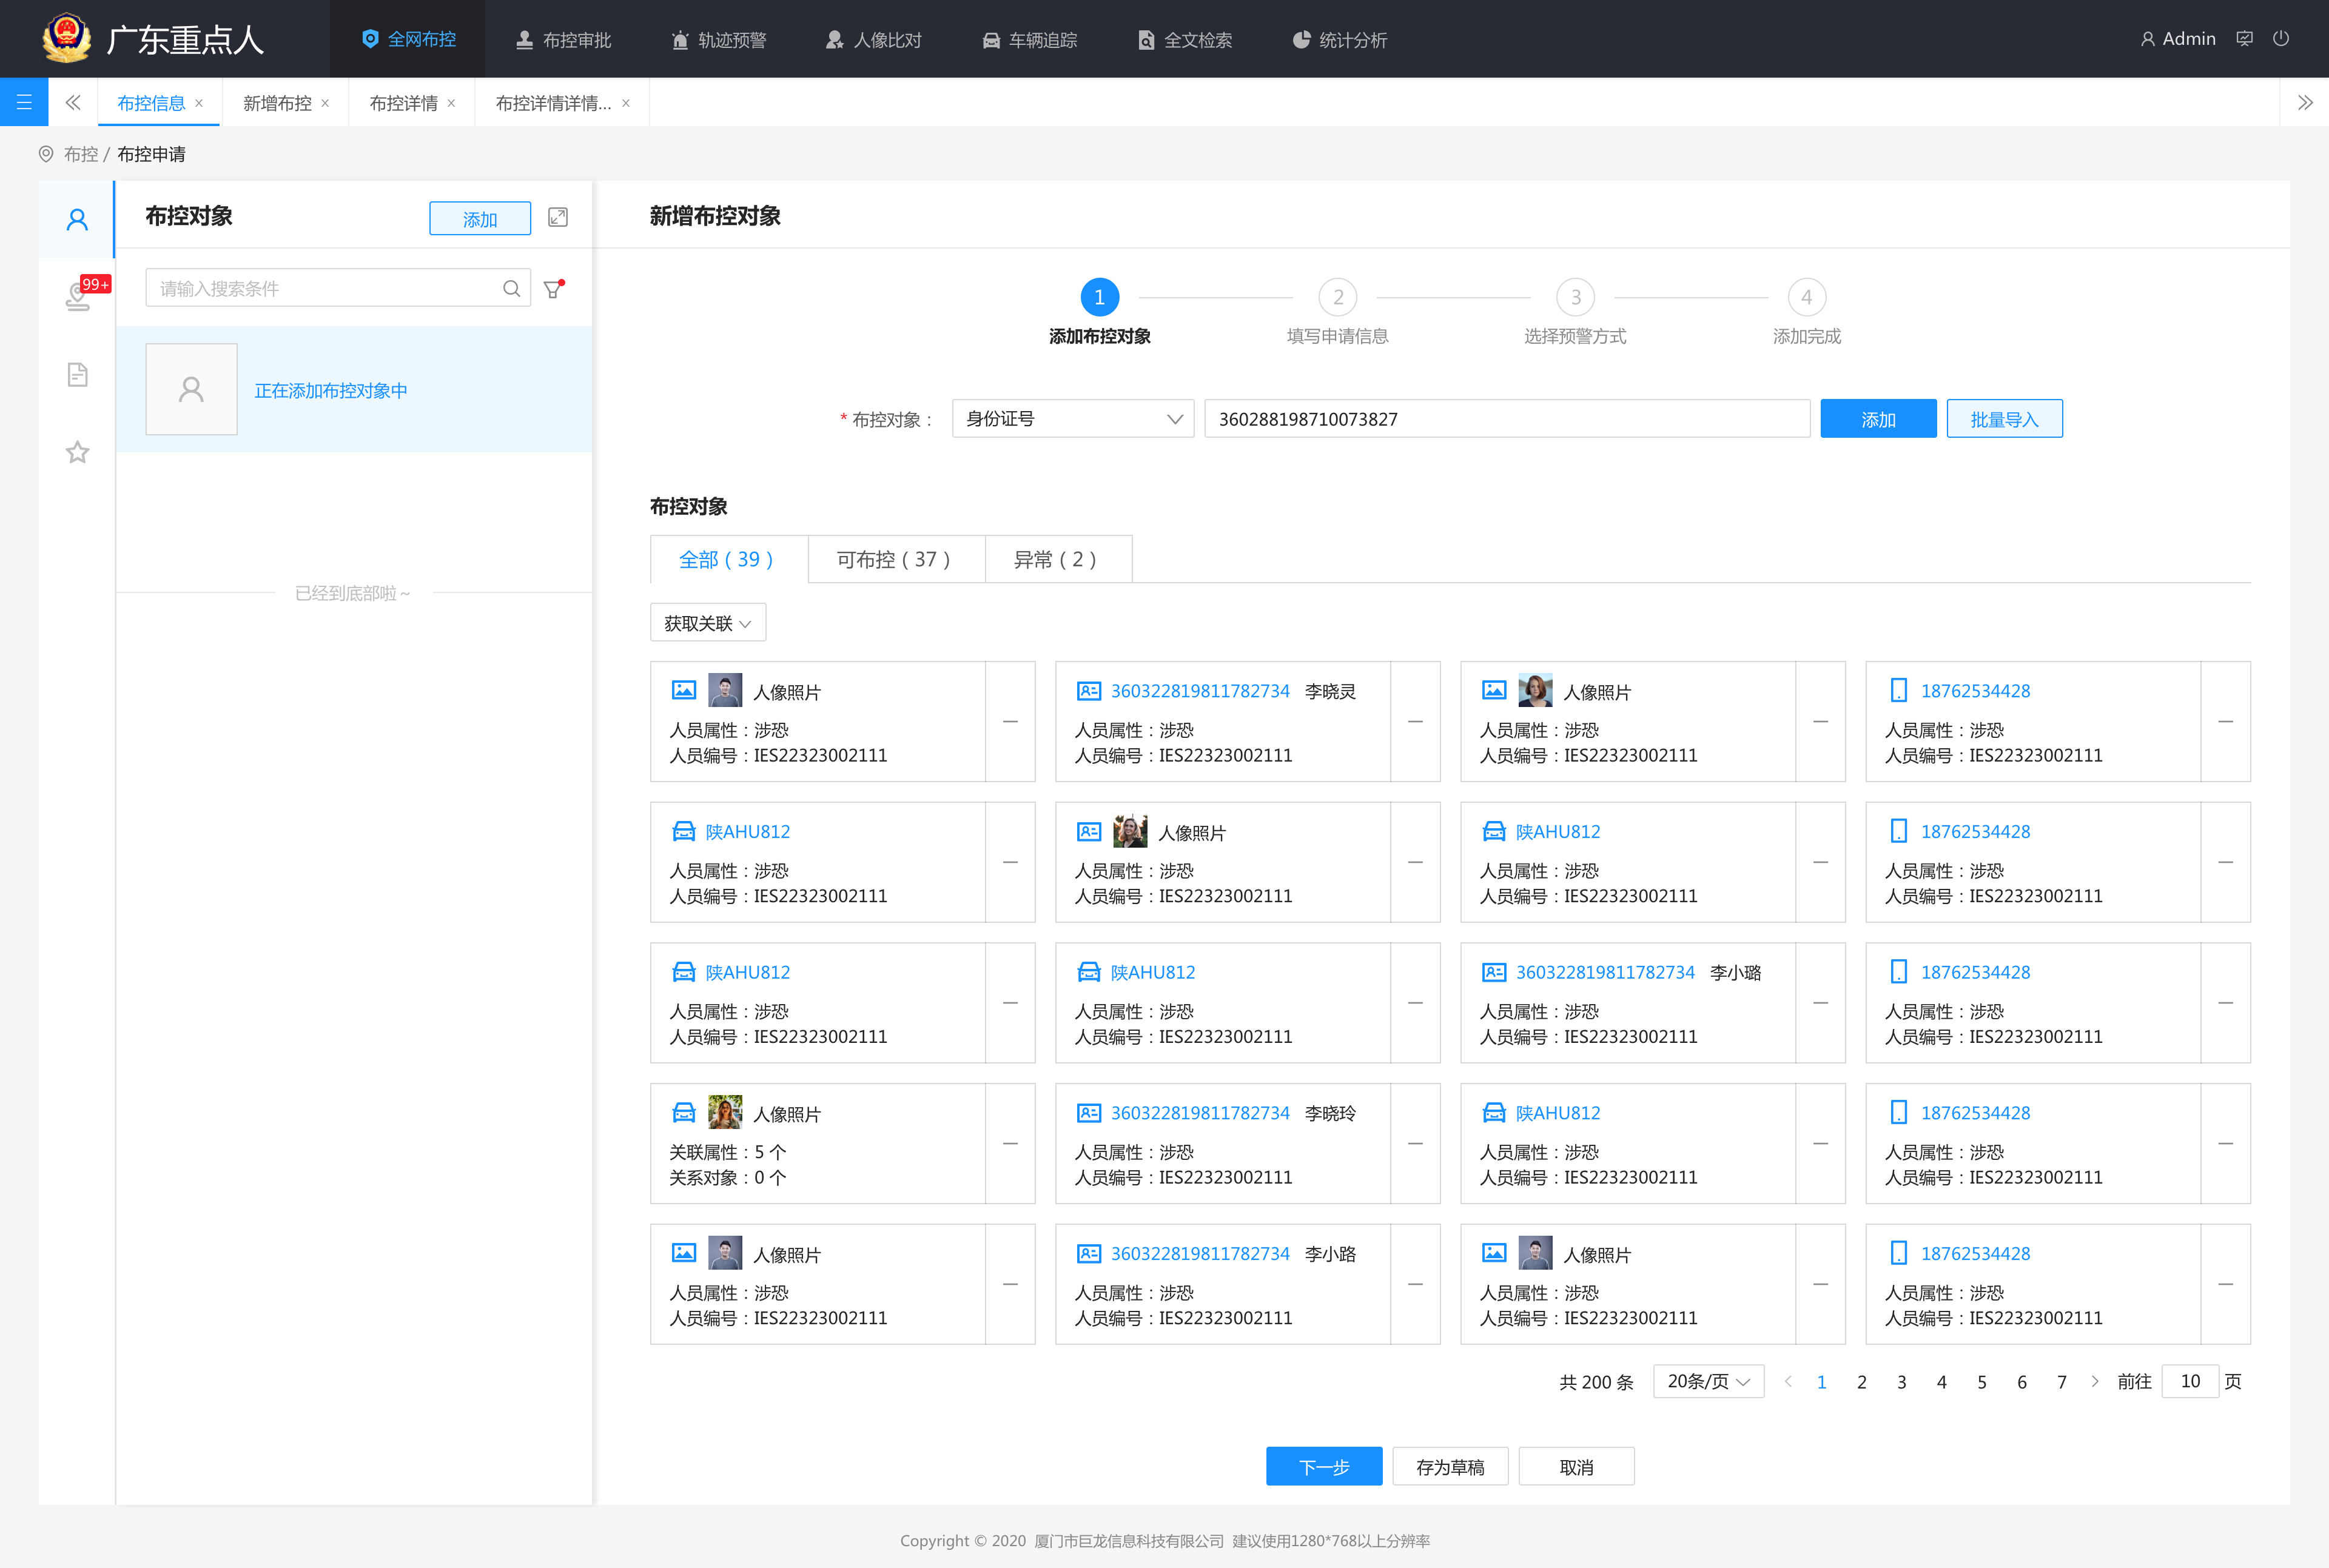 广东重点人
全网布控
布控审批
轨迹预警
人像比对
车辆追踪
全文检索
统计分析
Admin
布控信息 ×
新增布控 ×
布控详情 ×
布控详情详情... ×
布控 / 布控申请
99+
布控对象
添加
请输入搜索条件
正在添加布控对象中
已经到底部啦~
新增布控对象
1
2
3
4
添加布控对象
填写申请信息
选择预警方式
添加完成
* 布控对象：
身份证号
360288198710073827
添加
批量导入
布控对象
全部（39）
可布控（37）
异常（2）
获取关联
人像照片
人员属性：涉恐
人员编号：IES22323002111
360322819811782734 李晓灵
人员属性：涉恐
人员编号：IES22323002111
人像照片
人员属性：涉恐
人员编号：IES22323002111
18762534428
人员属性：涉恐
人员编号：IES22323002111
陕AHU812
人员属性：涉恐
人员编号：IES22323002111
人像照片
人员属性：涉恐
人员编号：IES22323002111
陕AHU812
人员属性：涉恐
人员编号：IES22323002111
18762534428
人员属性：涉恐
人员编号：IES22323002111
陕AHU812
人员属性：涉恐
人员编号：IES22323002111
陕AHU812
人员属性：涉恐
人员编号：IES22323002111
360322819811782734 李小璐
人员属性：涉恐
人员编号：IES22323002111
18762534428
人员属性：涉恐
人员编号：IES22323002111
人像照片
关联属性：5 个
关系对象：0 个
360322819811782734 李晓玲
人员属性：涉恐
人员编号：IES22323002111
陕AHU812
人员属性：涉恐
人员编号：IES22323002111
18762534428
人员属性：涉恐
人员编号：IES22323002111
人像照片
人员属性：涉恐
人员编号：IES22323002111
360322819811782734 李小路
人员属性：涉恐
人员编号：IES22323002111
人像照片
人员属性：涉恐
人员编号：IES22323002111
18762534428
人员属性：涉恐
人员编号：IES22323002111
共 200 条 20条/页 1 2 3 4 5 6 7 前往 10 页
下一步
存为草稿
取消
Copyright © 2020 厦门市巨龙信息科技有限公司 建议使用1280*768以上分辨率